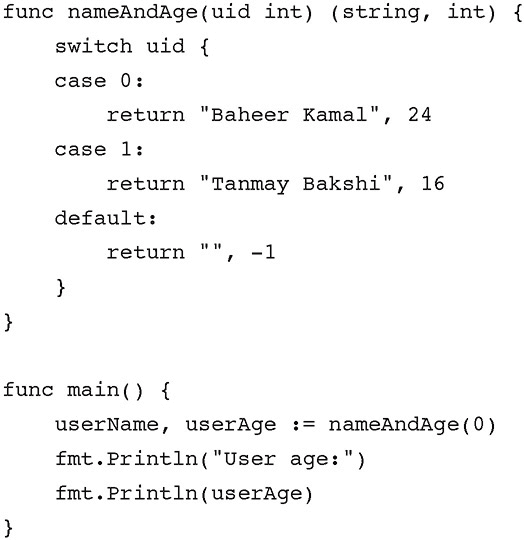 func nameAndAge(uid int) (string, int) {
    switch uid {
    case 0:
        return "Baheer Kamal", 24
    case 1:
        return "Tanmay Bakshi", 16
    default:
        return "", -1
    }
}

func main() {
    userName, userAge := nameAndAge(0)
    fmt.Println("User age:")
    fmt.Println(userAge)
}